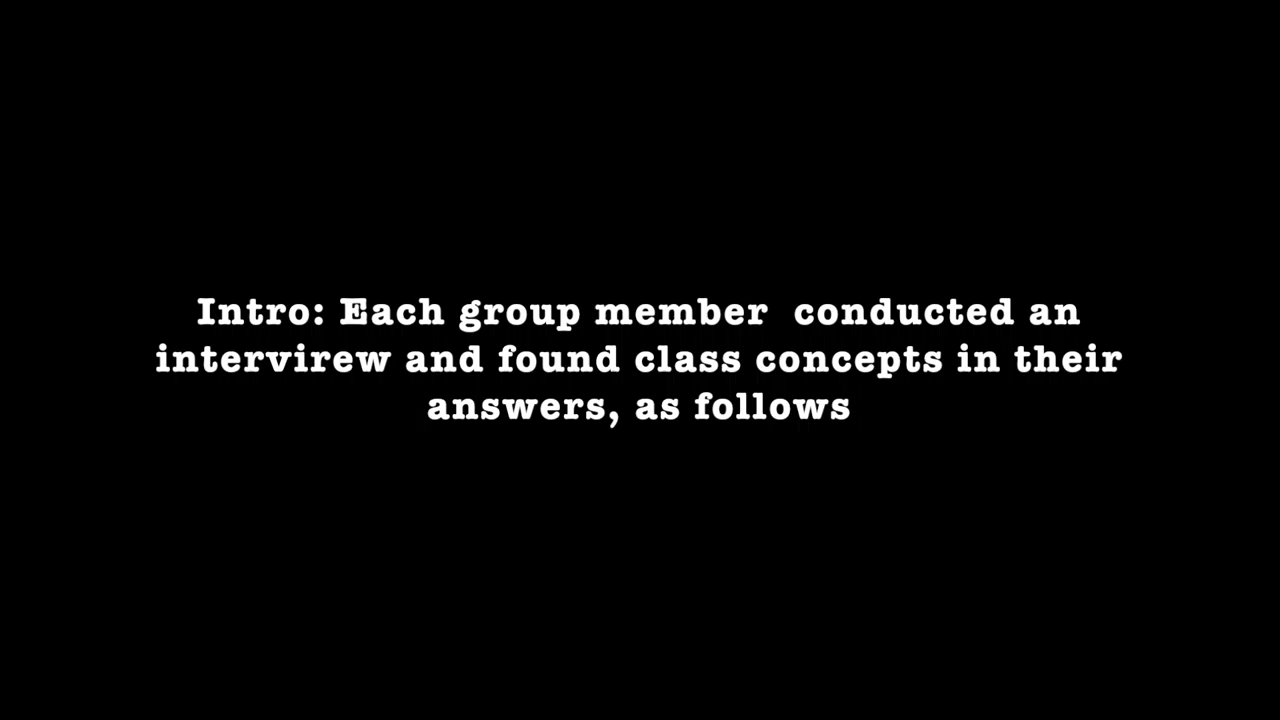 Intro: Each group member  conducted an
intervirew and found class concepts in their
answers, as follows